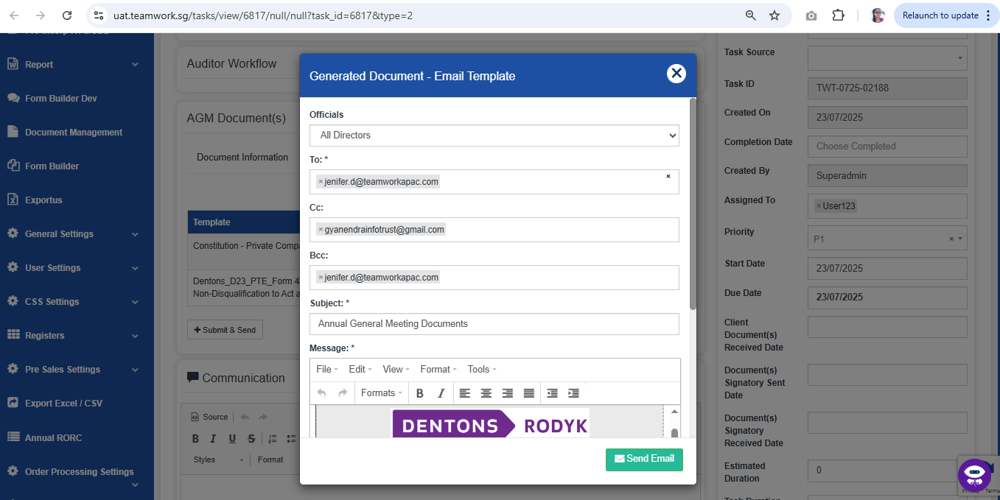 uat.teamwork.sg/tasks/view/6817/null/null?task_id=6817&type=2
Relaunch to update
Report
Form Builder Dev
Document Management
Form Builder
Exportus
General Settings
User Settings
CSS Settings
Registers
Pre Sales Settings
Export Excel / CSV
Annual RORC
Order Processing Settings
Auditor Workflow
AGM Document(s)
Document Information
Template
Constitution - Private Compa
Dentons_D23_PTE_Form 4
Non-Disqualification to Act a
Submit & Send
Communication
Source
B I U S
Styles
Format
Generated Document - Email Template
Officials
All Directors
To: *
×jenifer.d@teamworkapac.com
×
Cc:
×gyanendrainfotrust@gmail.com
Bcc:
×jenifer.d@teamworkapac.com
Subject: *
Annual General Meeting Documents
Message: *
File Edit View Format Tools
Formats B I
DENTONS RODYK
Send Email
Task Source
Task ID
TWT-0725-02188
Created On
23/07/2025
Completion Date
Choose Completed
Created By
Superadmin
Assigned To
×User123
Priority
P1
×
Start Date
23/07/2025
Due Date
23/07/2025
Client
Document(s)
Received Date
Document(s)
Signatory Sent
Date
Document(s)
Signatory
Received Date
Estimated
Duration
0